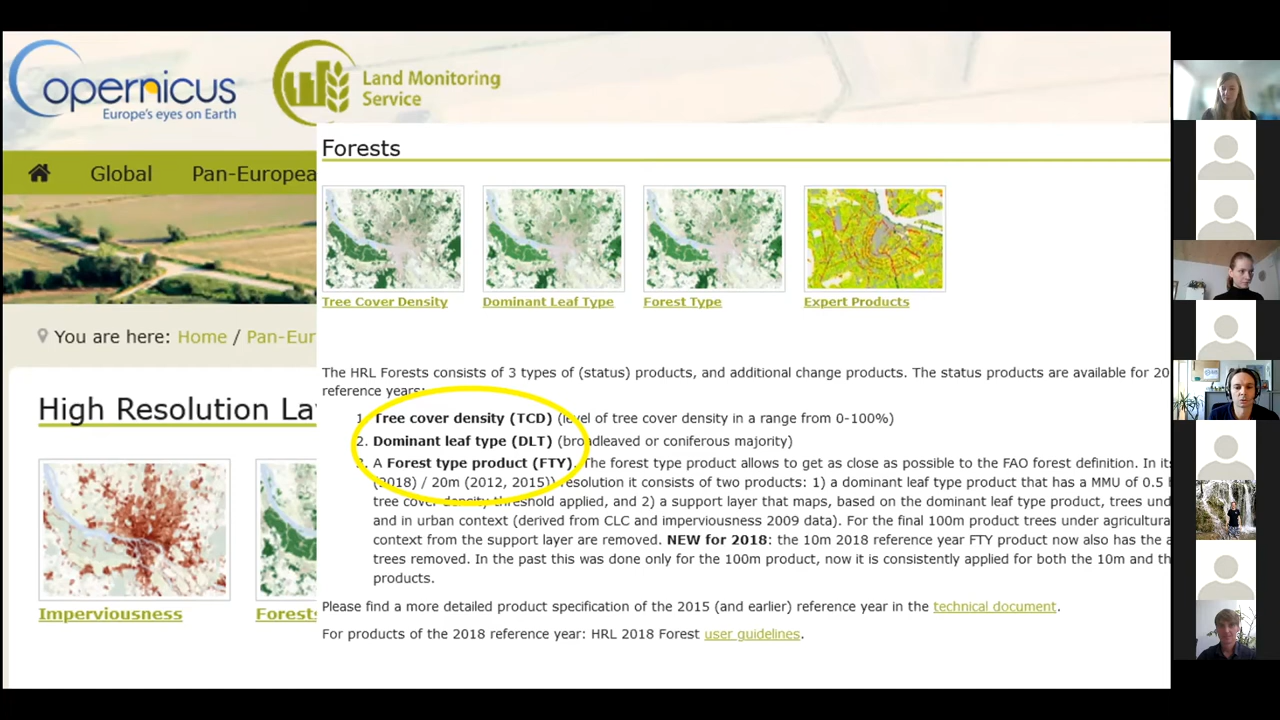 Copernicus
Europe's eyes on Earth
Land Monitoring
Service
Global
Pan-Europea
You are here: Home / Pan-Eur
High Resolution La
Imperviousness
Forests
Forests
Tree Cover Density
Dominant Leaf Type
Forest Type
Expert Products
The HRL Forests consists of 3 types of (status) products, and additional change products. The status products are available for 20
reference years:
1. Tree cover density (TCD) (level of tree cover density in a range from 0-100%)
2. Dominant leaf type (DLT) (broadleaved or coniferous majority)
3. A Forest type product (FTY). The forest type product allows to get as close as possible to the FAO forest definition. In its
(2018) / 20m (2012, 2015)) resolution it consists of two products: 1) a dominant leaf type product that has a MMU of 0.5
tree cover density threshold applied, and 2) a support layer that maps, based on the dominant leaf type product, trees und
and in urban context (derived from CLC and imperviousness 2009 data). For the final 100m product trees under agricultura
context from the support layer are removed. NEW for 2018: the 10m 2018 reference year FTY product now also has the a
trees removed. In the past this was done only for the 100m product, now it is consistently applied for both the 10m and the
products.
Please find a more detailed product specification of the 2015 (and earlier) reference year in the technical document.
For products of the 2018 reference year: HRL 2018 Forest user guidelines.